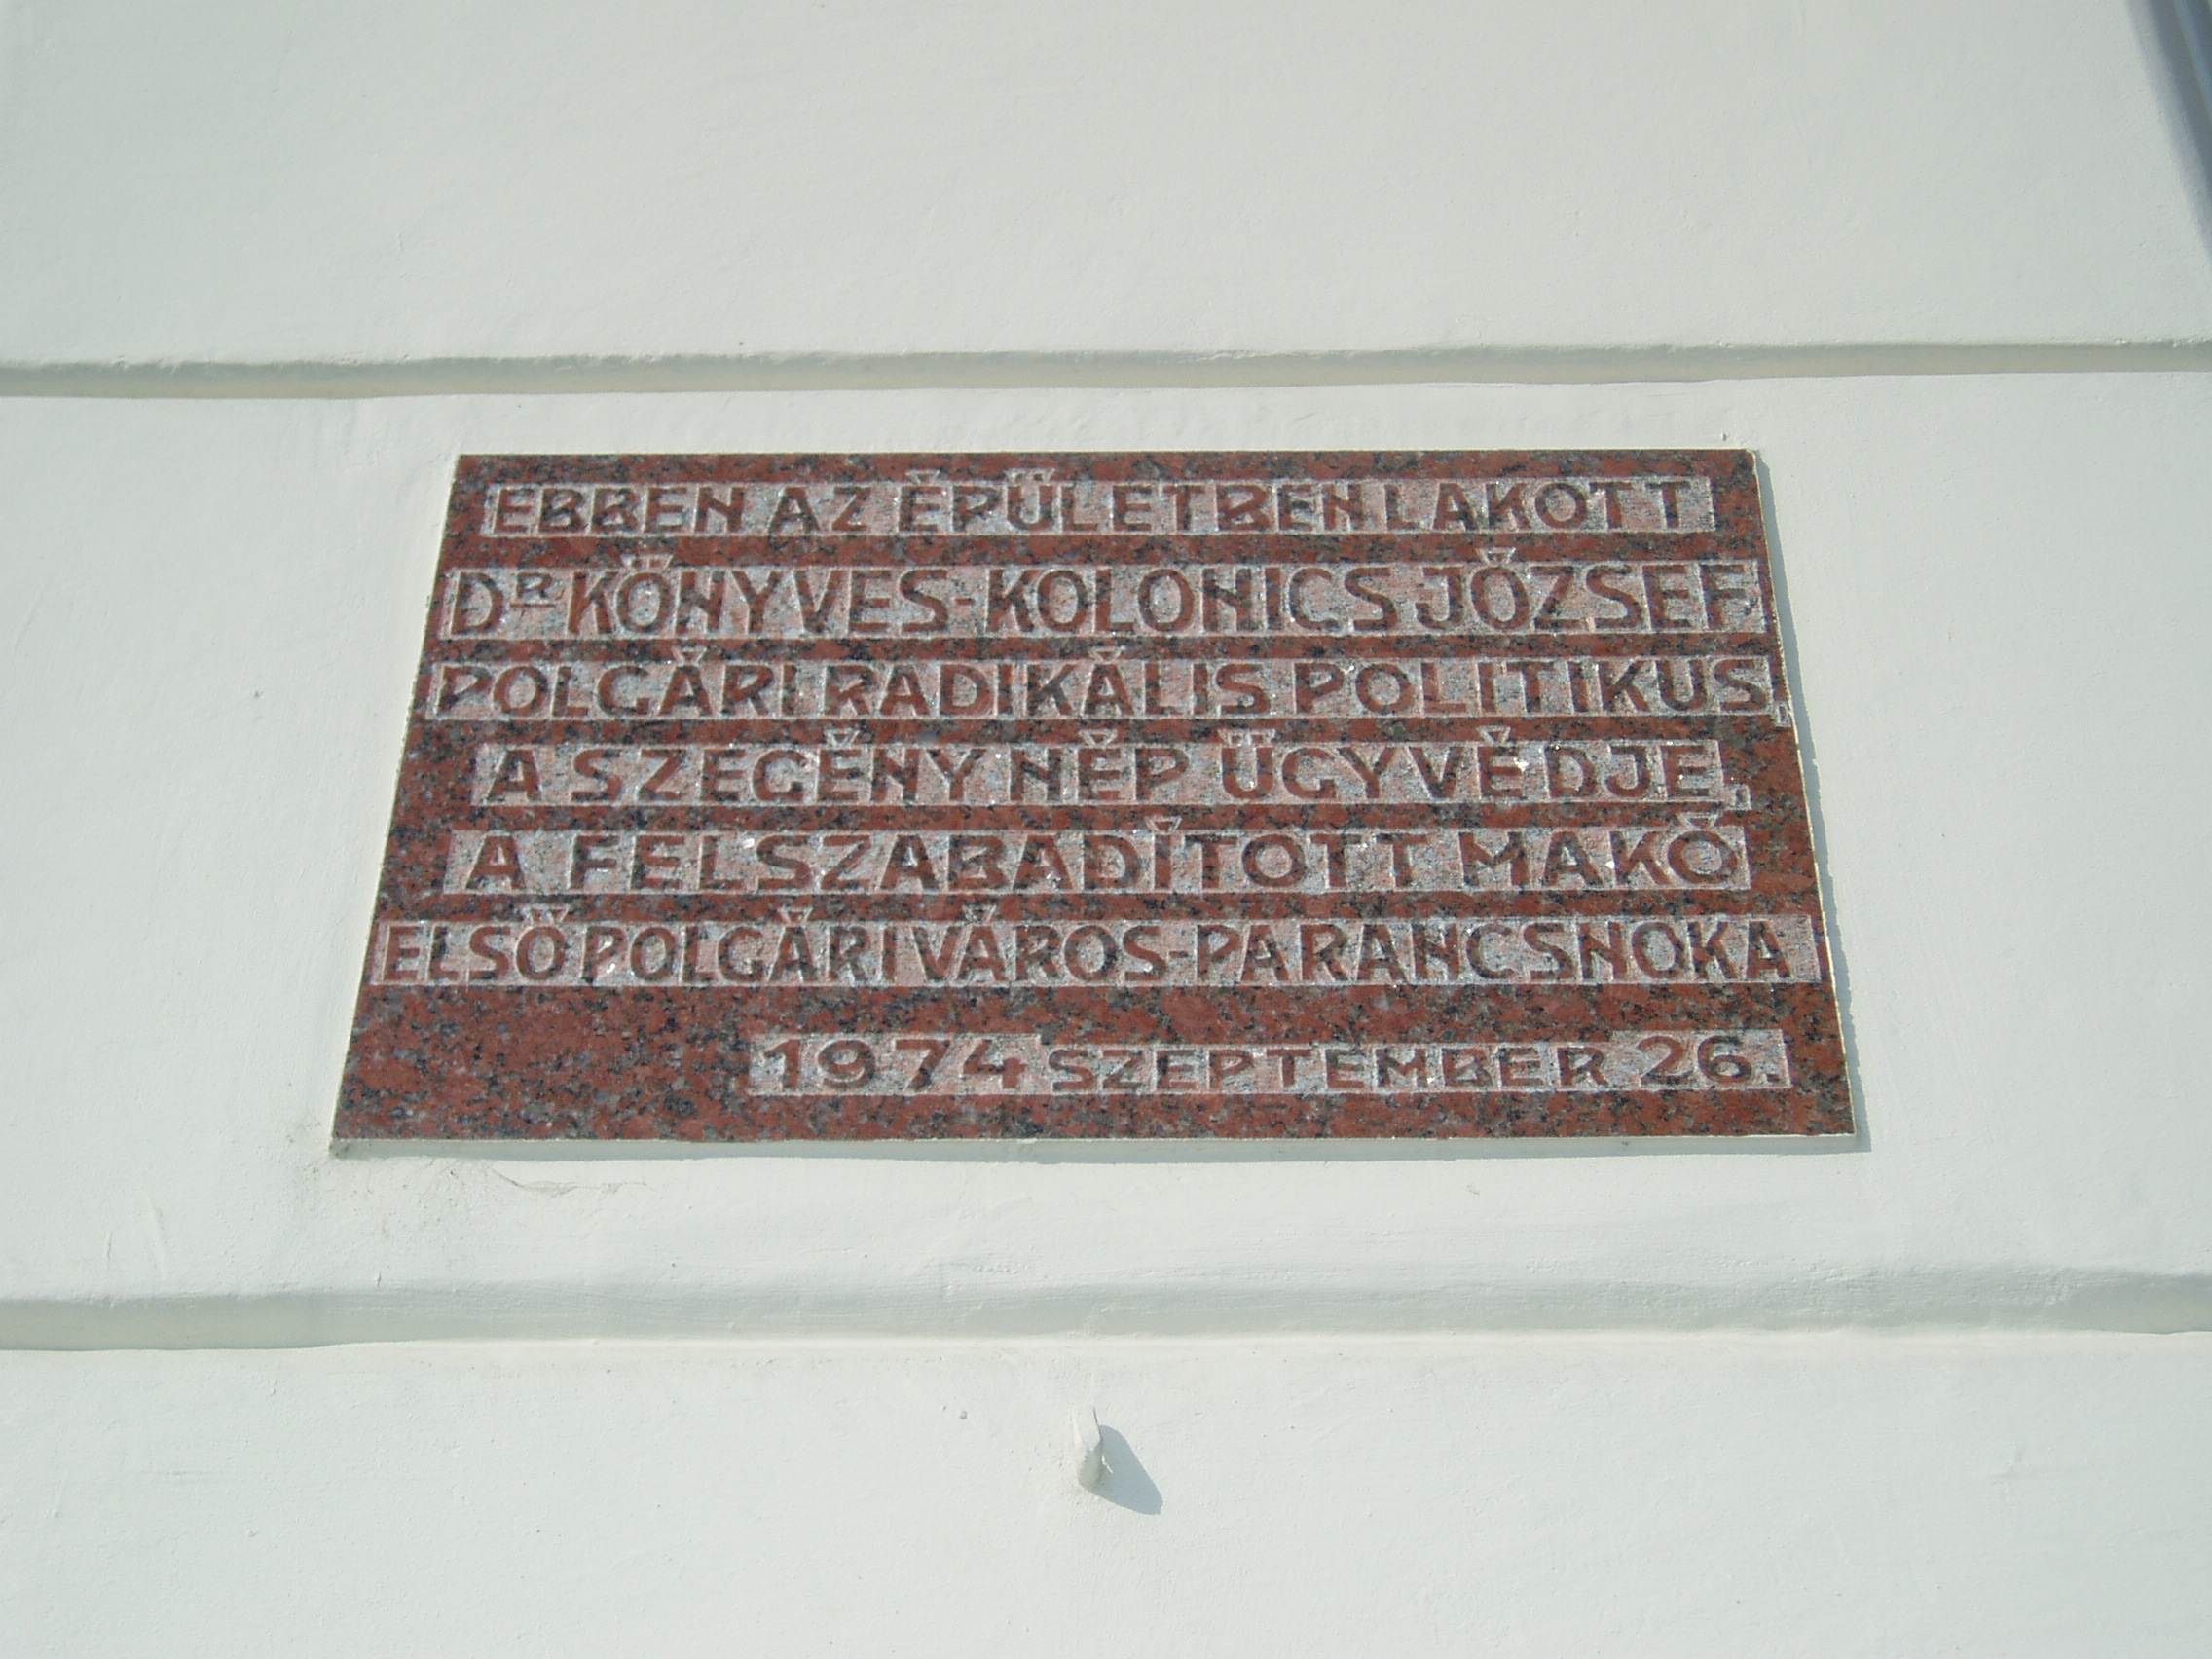 EBBEN AZ ÉPÜLETBEN LAKOTT
DR KÖNYVES-KOLONICS JÓZSEF
POLGÁRI RADIKÁLIS POLITIKUS,
A SZEGÉNY NÉP ÜGYVÉDJE,
A FELSZABADÍTOTT MAKÓ
ELSŐ POLGÁRI VÁROS-PARANCSNOKA
1974 SZEPTEMBER 26.